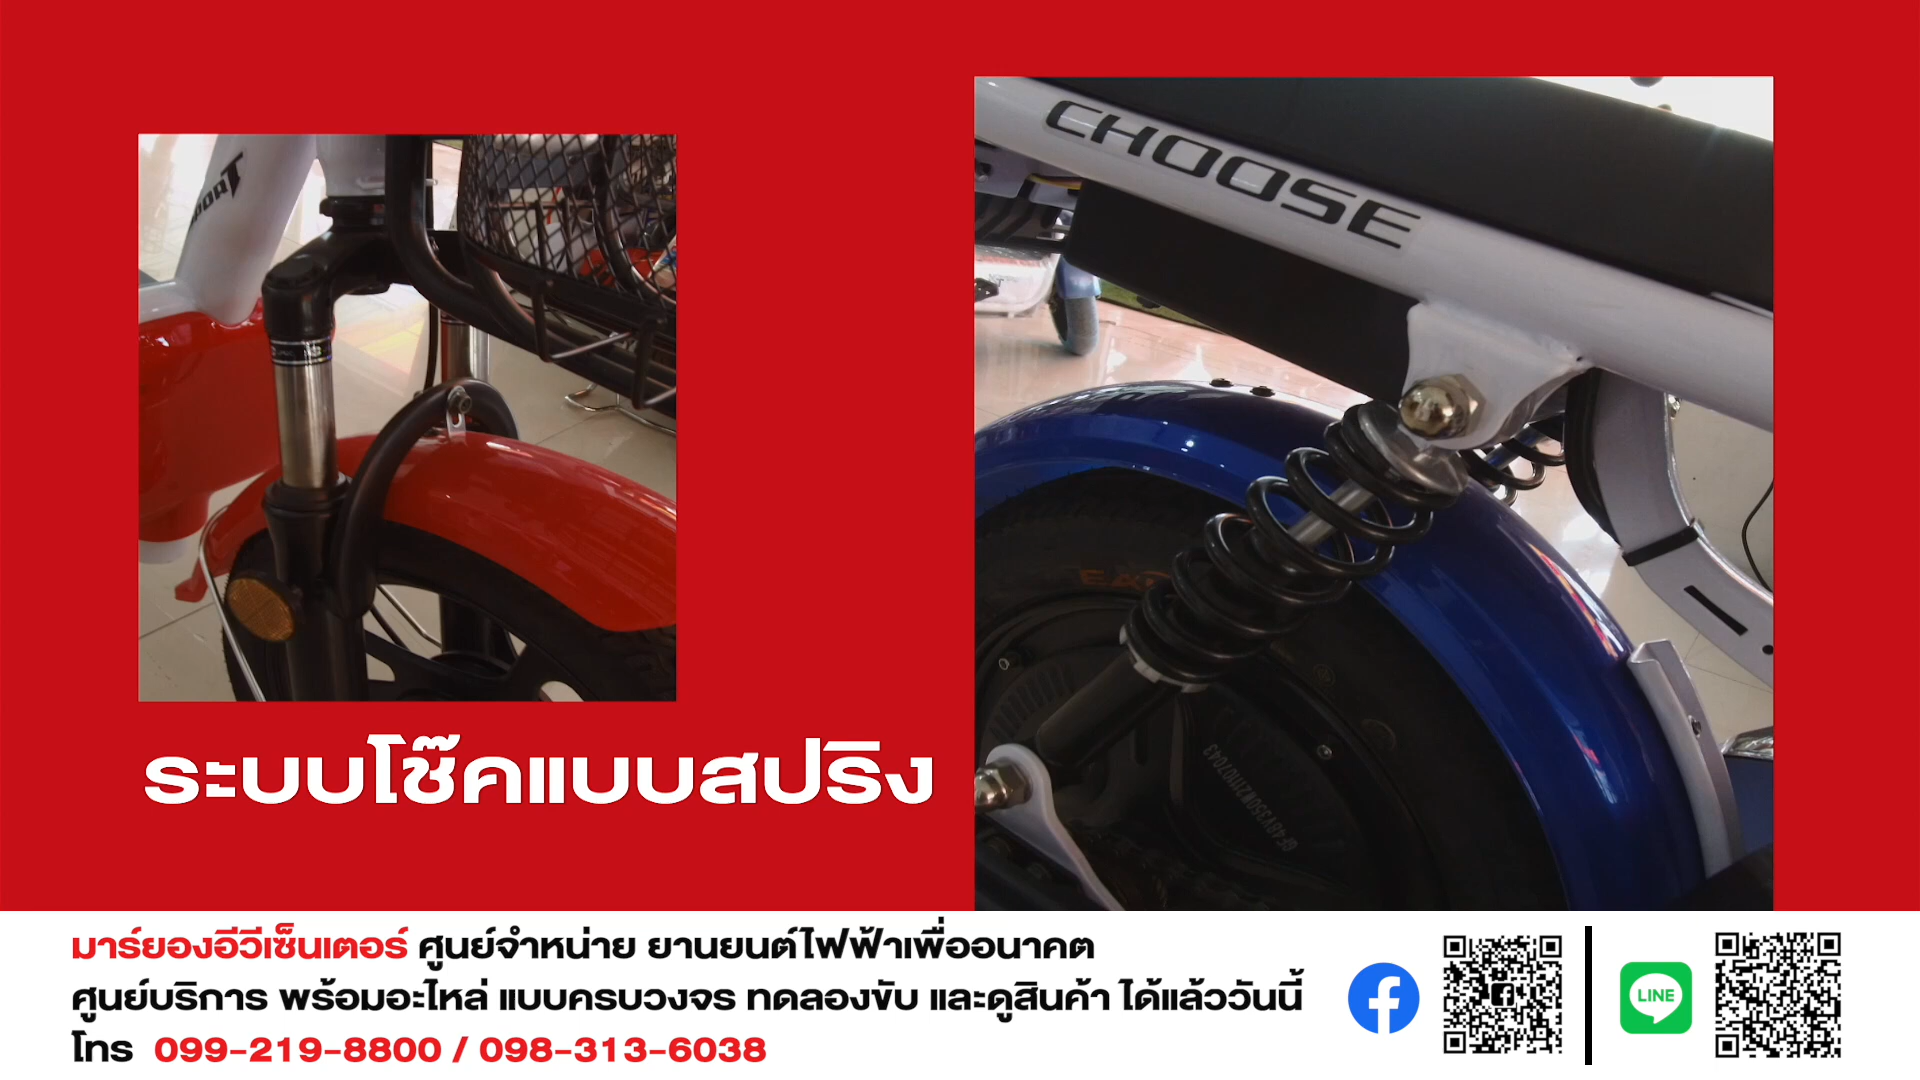 PORT
CHOOSE
GF48V350W2111107043
ระบบโช๊คแบบสปริง
มาร์ยองอีวีเซ็นเตอร์ ศูนย์จำหน่าย ยานยนต์ไฟฟ้าเพื่ออนาคต
ศูนย์บริการ พร้อมอะไหล่ แบบครบวงจร ทดลองขับ และดูสินค้า ได้แล้ววันนี้
โทร 099-219-8800 / 098-313-6038
LINE